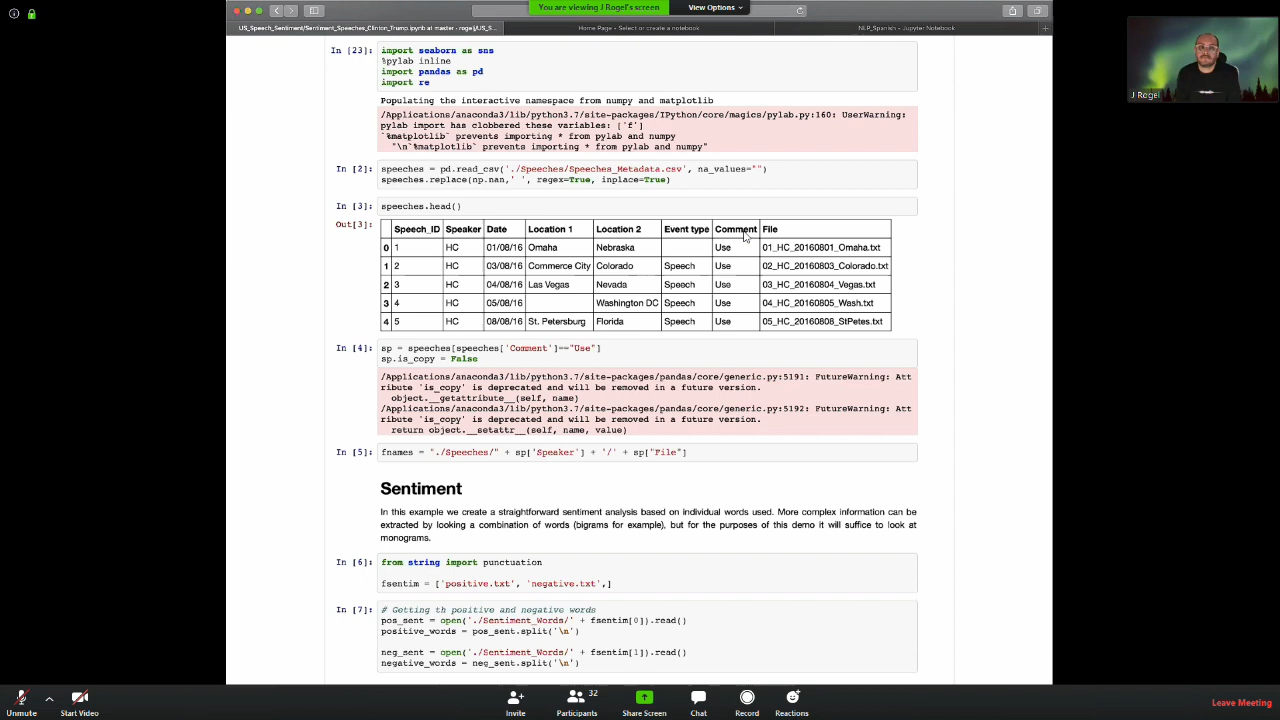 You are viewing J Rogel's screen
View Options
US_Speech_Sentiment/Sentiment_Speeches_Clinton_Trump.ipynb at master · rogelj/US_S...
Home Page - Select or create a notebook
NLP_Spanish - Jupyter Notebook
In [23]: import seaborn as sns
%pylab inline
import pandas as pd
import re
Populating the interactive namespace from numpy and matplotlib
/Applications/anaconda3/lib/python3.7/site-packages/IPython/core/magics/pylab.py:160: UserWarning:
pylab import has clobbered these variables: ['f']
`%matplotlib` prevents importing * from pylab and numpy
"\n`%matplotlib` prevents importing * from pylab and numpy"
In [2]: speeches = pd.read_csv('./Speeches/Speeches_Metadata.csv', na_values="")
speeches.replace(np.nan,' ', regex=True, inplace=True)
In [3]: speeches.head()
Out[3]: Speech_ID Speaker Date Location 1 Location 2 Event type Comment File
0 1 HC 01/08/16 Omaha Nebraska Use 01_HC_20160801_Omaha.txt
1 2 HC 03/08/16 Commerce City Colorado Speech Use 02_HC_20160803_Colorado.txt
2 3 HC 04/08/16 Las Vegas Nevada Speech Use 03_HC_20160804_Vegas.txt
3 4 HC 05/08/16 Washington DC Speech Use 04_HC_20160805_Wash.txt
4 5 HC 08/08/16 St. Petersburg Florida Speech Use 05_HC_20160808_StPetes.txt
In [4]: sp = speeches[speeches['Comment']=="Use"]
sp.is_copy = False
/Applications/anaconda3/lib/python3.7/site-packages/pandas/core/generic.py:5191: FutureWarning: Att
ribute 'is_copy' is deprecated and will be removed in a future version.
object.__getattribute__(self, name)
/Applications/anaconda3/lib/python3.7/site-packages/pandas/core/generic.py:5192: FutureWarning: Att
ribute 'is_copy' is deprecated and will be removed in a future version.
return object.__setattr__(self, name, value)
In [5]: fnames = "./Speeches/" + sp['Speaker'] + '/' + sp["File"]
Sentiment
In this example we create a straightforward sentiment analysis based on individual words used. More complex information can be
extracted by looking a combination of words (bigrams for example), but for the purposes of this demo it will suffice to look at
monograms.
In [6]: from string import punctuation
fsentim = ['positive.txt', 'negative.txt',]
In [7]: # Getting th positive and negative words
pos_sent = open('./Sentiment_Words/' + fsentim[0]).read()
positive_words = pos_sent.split('\n')
neg_sent = open('./Sentiment_Words/' + fsentim[1]).read()
negative_words = neg_sent.split('\n')
J Rogel
Unmute
Start Video
Invite
Participants
32
Share Screen
Chat
Record
Reactions
Leave Meeting